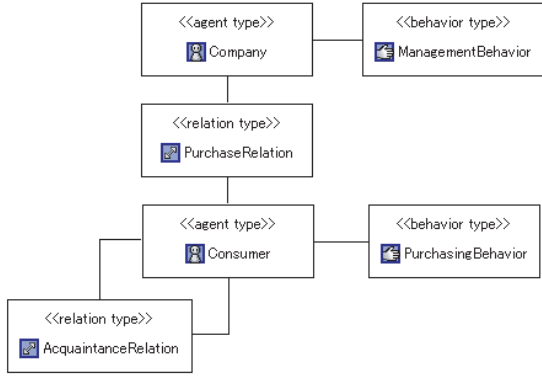 <<agent type>>
Company
<<behavior type>>
ManagementBehavior
<<relation type>>
PurchaseRelation
<<agent type>>
Consumer
<<behavior type>>
PurchasingBehavior
<<relation type>>
AcquaintanceRelation